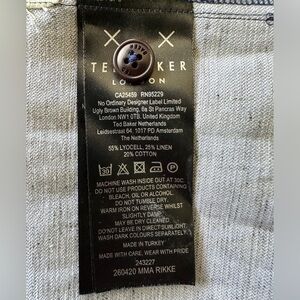 TED BAKER
LONDON
CA25459 RN95229
No Ordinary Designer Label Limited
Ugly Brown Building, 6a St Pancras Way
London NW1 0TB, United Kingdom
Ted Baker Netherlands
Leidsestraat 64, 1017 PD Amsterdam
The Netherlands
55% LYOCELL, 25% LINEN
20% COTTON
30
MACHINE WASH INSIDE OUT AT 30C.
DO NOT USE PRODUCTS CONTAINING
BLEACH, OIL OR ALCOHOL.
DO NOT TUMBLE DRY.
WARM IRON ON REVERSE WHILST
SLIGHTLY DAMP.
MAY BE DRY CLEANED.
DO NOT LEAVE IN DIRECT SUNLIGHT.
WASH DARK COLOURS SEPARATELY.
MADE IN TURKEY
MADE WITH CARE, WEAR WITH PRIDE
243227
260420 MMA RIKKE